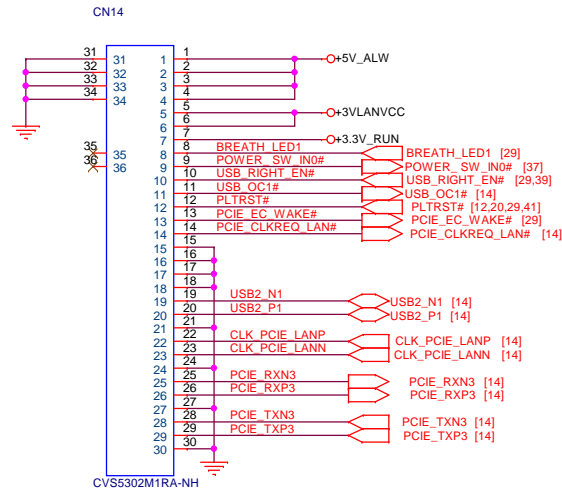 CN14
31 31 1 1
32 32 2 2 +5V_ALW
33 33 3 3
34 34 4 4
5 5 +3VLANVCC
6 6
7 7 +3.3V_RUN
35 35 8 8 BREATH_LED1 BREATH_LED1 [29]
36 36 9 9 POWER_SW_IN0# POWER_SW_IN0# [37]
10 10 USB_RIGHT_EN# USB_RIGHT_EN# [29,39]
11 11 USB_OC1# USB_OC1# [14]
12 12 PLTRST# PLTRST# [12,20,29,41]
13 13 PCIE_EC_WAKE# PCIE_EC_WAKE# [29]
14 14 PCIE_CLKREQ_LAN# PCIE_CLKREQ_LAN# [14]
15 15
16 16
17 17
18 18
19 19 USB2_N1 USB2_N1 [14]
20 20 USB2_P1 USB2_P1 [14]
21 21
22 22 CLK_PCIE_LANP CLK_PCIE_LANP [14]
23 23 CLK_PCIE_LANN CLK_PCIE_LANN [14]
24 24
25 25 PCIE_RXN3 PCIE_RXN3 [14]
26 26 PCIE_RXP3 PCIE_RXP3 [14]
27 27
28 28 PCIE_TXN3 PCIE_TXN3 [14]
29 29 PCIE_TXP3 PCIE_TXP3 [14]
30 30
CVS5302M1RA-NH